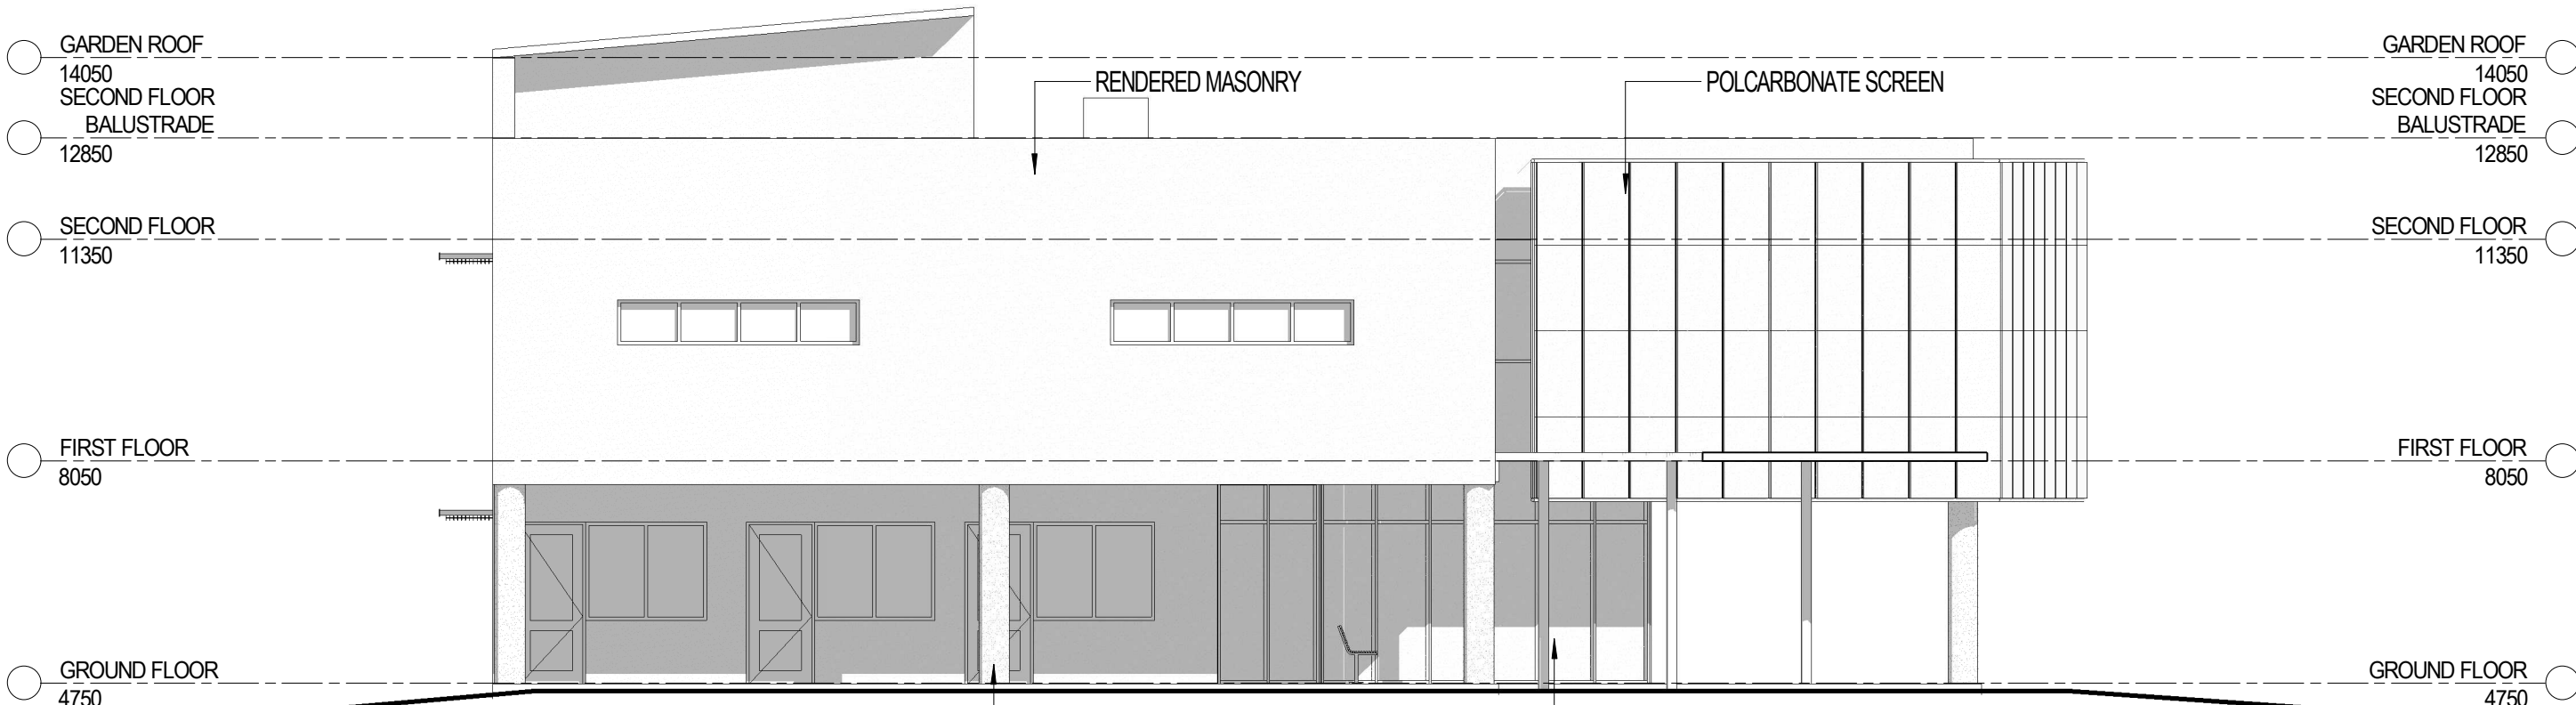 GARDEN ROOF
14050
SECOND FLOOR
BALUSTRADE
12850
SECOND FLOOR
11350
FIRST FLOOR
8050
GROUND FLOOR
4750
RENDERED MASONRY
POLCARBONATE SCREEN
GARDEN ROOF
14050
SECOND FLOOR
BALUSTRADE
12850
SECOND FLOOR
11350
FIRST FLOOR
8050
GROUND FLOOR
4750